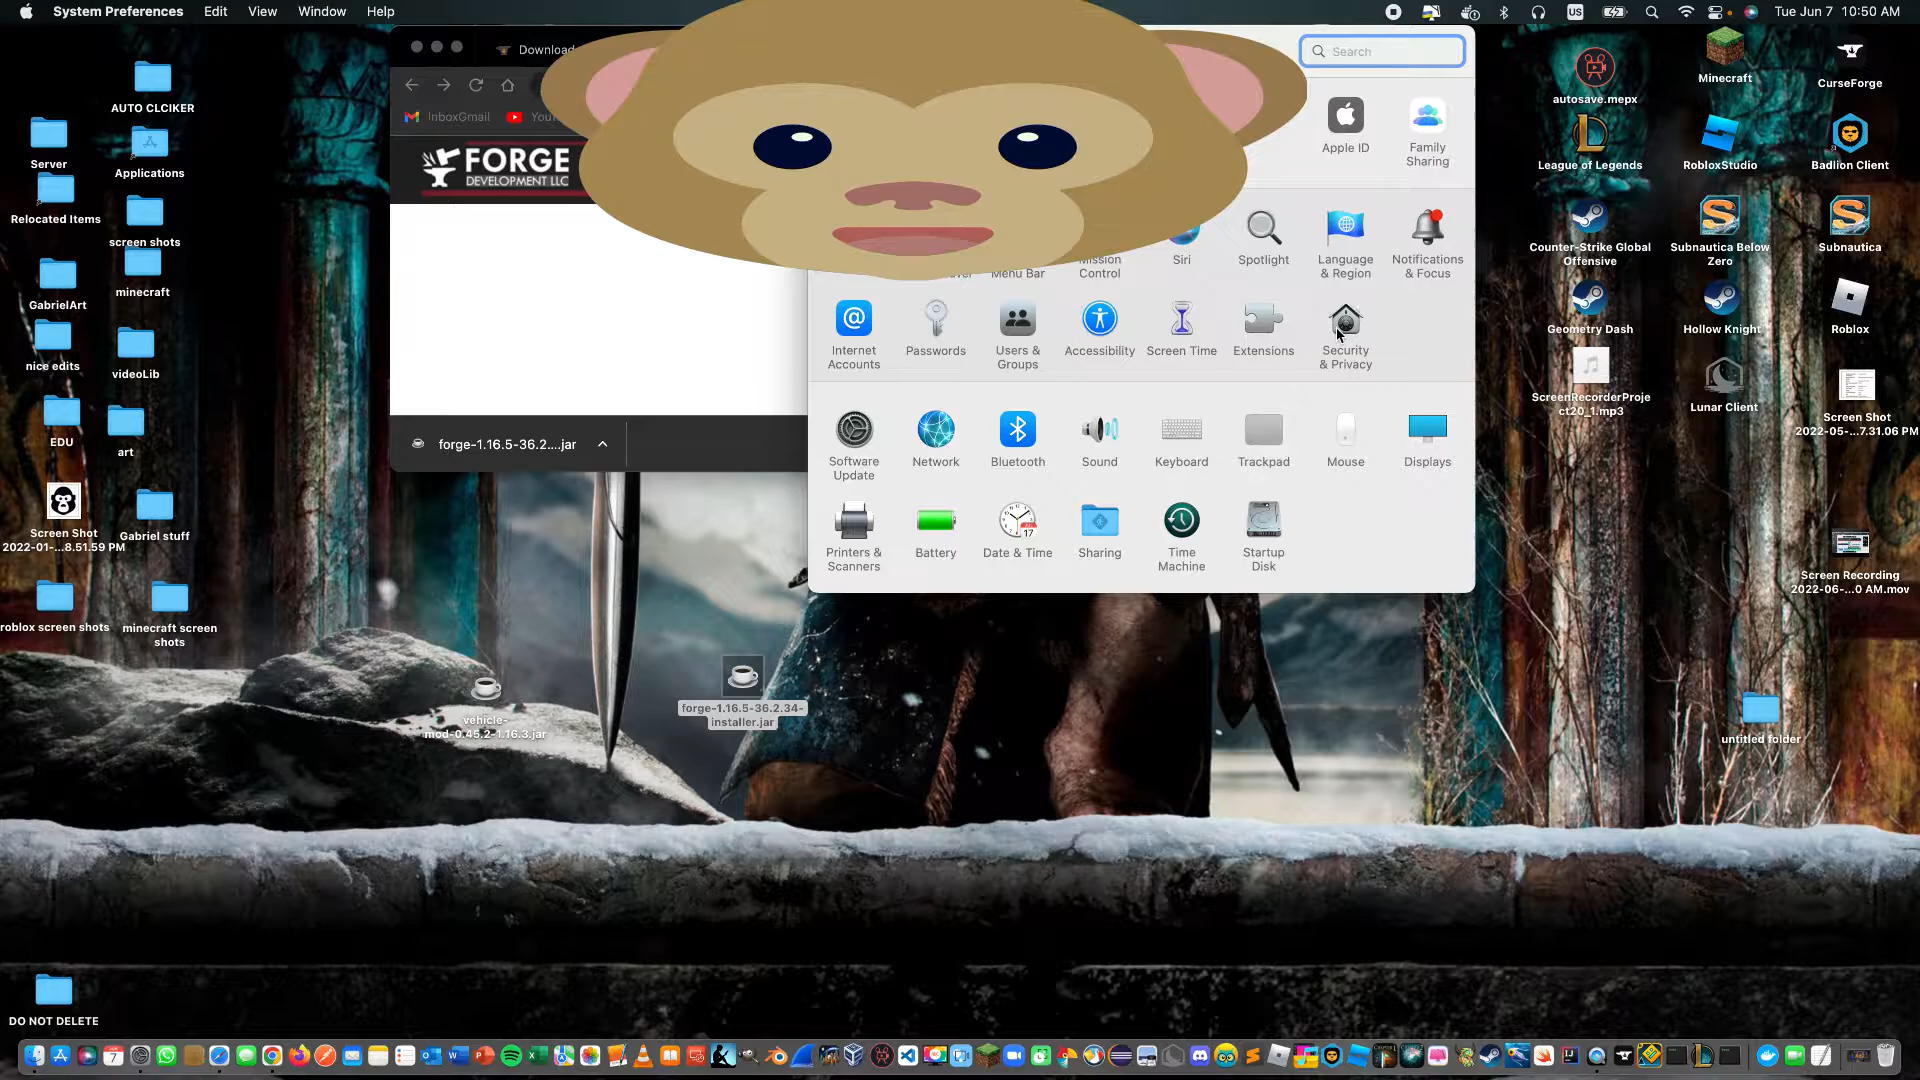 System Preferences Edit View Window Help
US
Tue Jun 7 10:50 AM
Download
InboxGmail
FORGE
DEVELOPMENT LLC
forge-1.16.5-36.2....jar
Search
Apple ID
Family
Sharing
Menu Bar
Mission
Control
Siri
Spotlight
Language
& Region
Notifications
& Focus
Internet
Accounts
Passwords
Users &
Groups
Accessibility
Screen Time
Extensions
Security
& Privacy
Software
Update
Network
Bluetooth
Sound
Keyboard
Trackpad
Mouse
Displays
Printers &
Scanners
Battery
Date & Time
Sharing
Time
Machine
Startup
Disk
AUTO CLCIKER
Server
Applications
Relocated Items
screen shots
minecraft
GabrielArt
nice edits
videoLib
EDU
art
Screen Shot
2022-01-...8.51.59 PM
Gabriel stuff
roblox screen shots
minecraft screen
shots
DO NOT DELETE
vehicle-
mod-0.45.2-1.16.3.jar
forge-1.16.5-36.2.34-
installer.jar
autosave.mepx
Minecraft
CurseForge
League of Legends
RobloxStudio
Badlion Client
Counter-Strike Global
Offensive
Subnautica Below
Zero
Subnautica
Geometry Dash
Hollow Knight
Roblox
ScreenRecorderProje
ct20_1.mp3
Lunar Client
Screen Shot
2022-05-...7.31.06 PM
Screen Recording
2022-06-...0 AM.mov
untitled folder